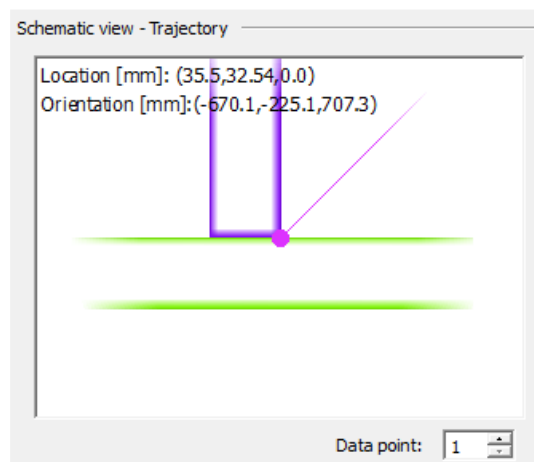 Schematic view - Trajectory
Location [mm]: (35.5,32.54,0.0)
Orientation [mm]:(-670.1,-225.1,707.3)
Data point: 1